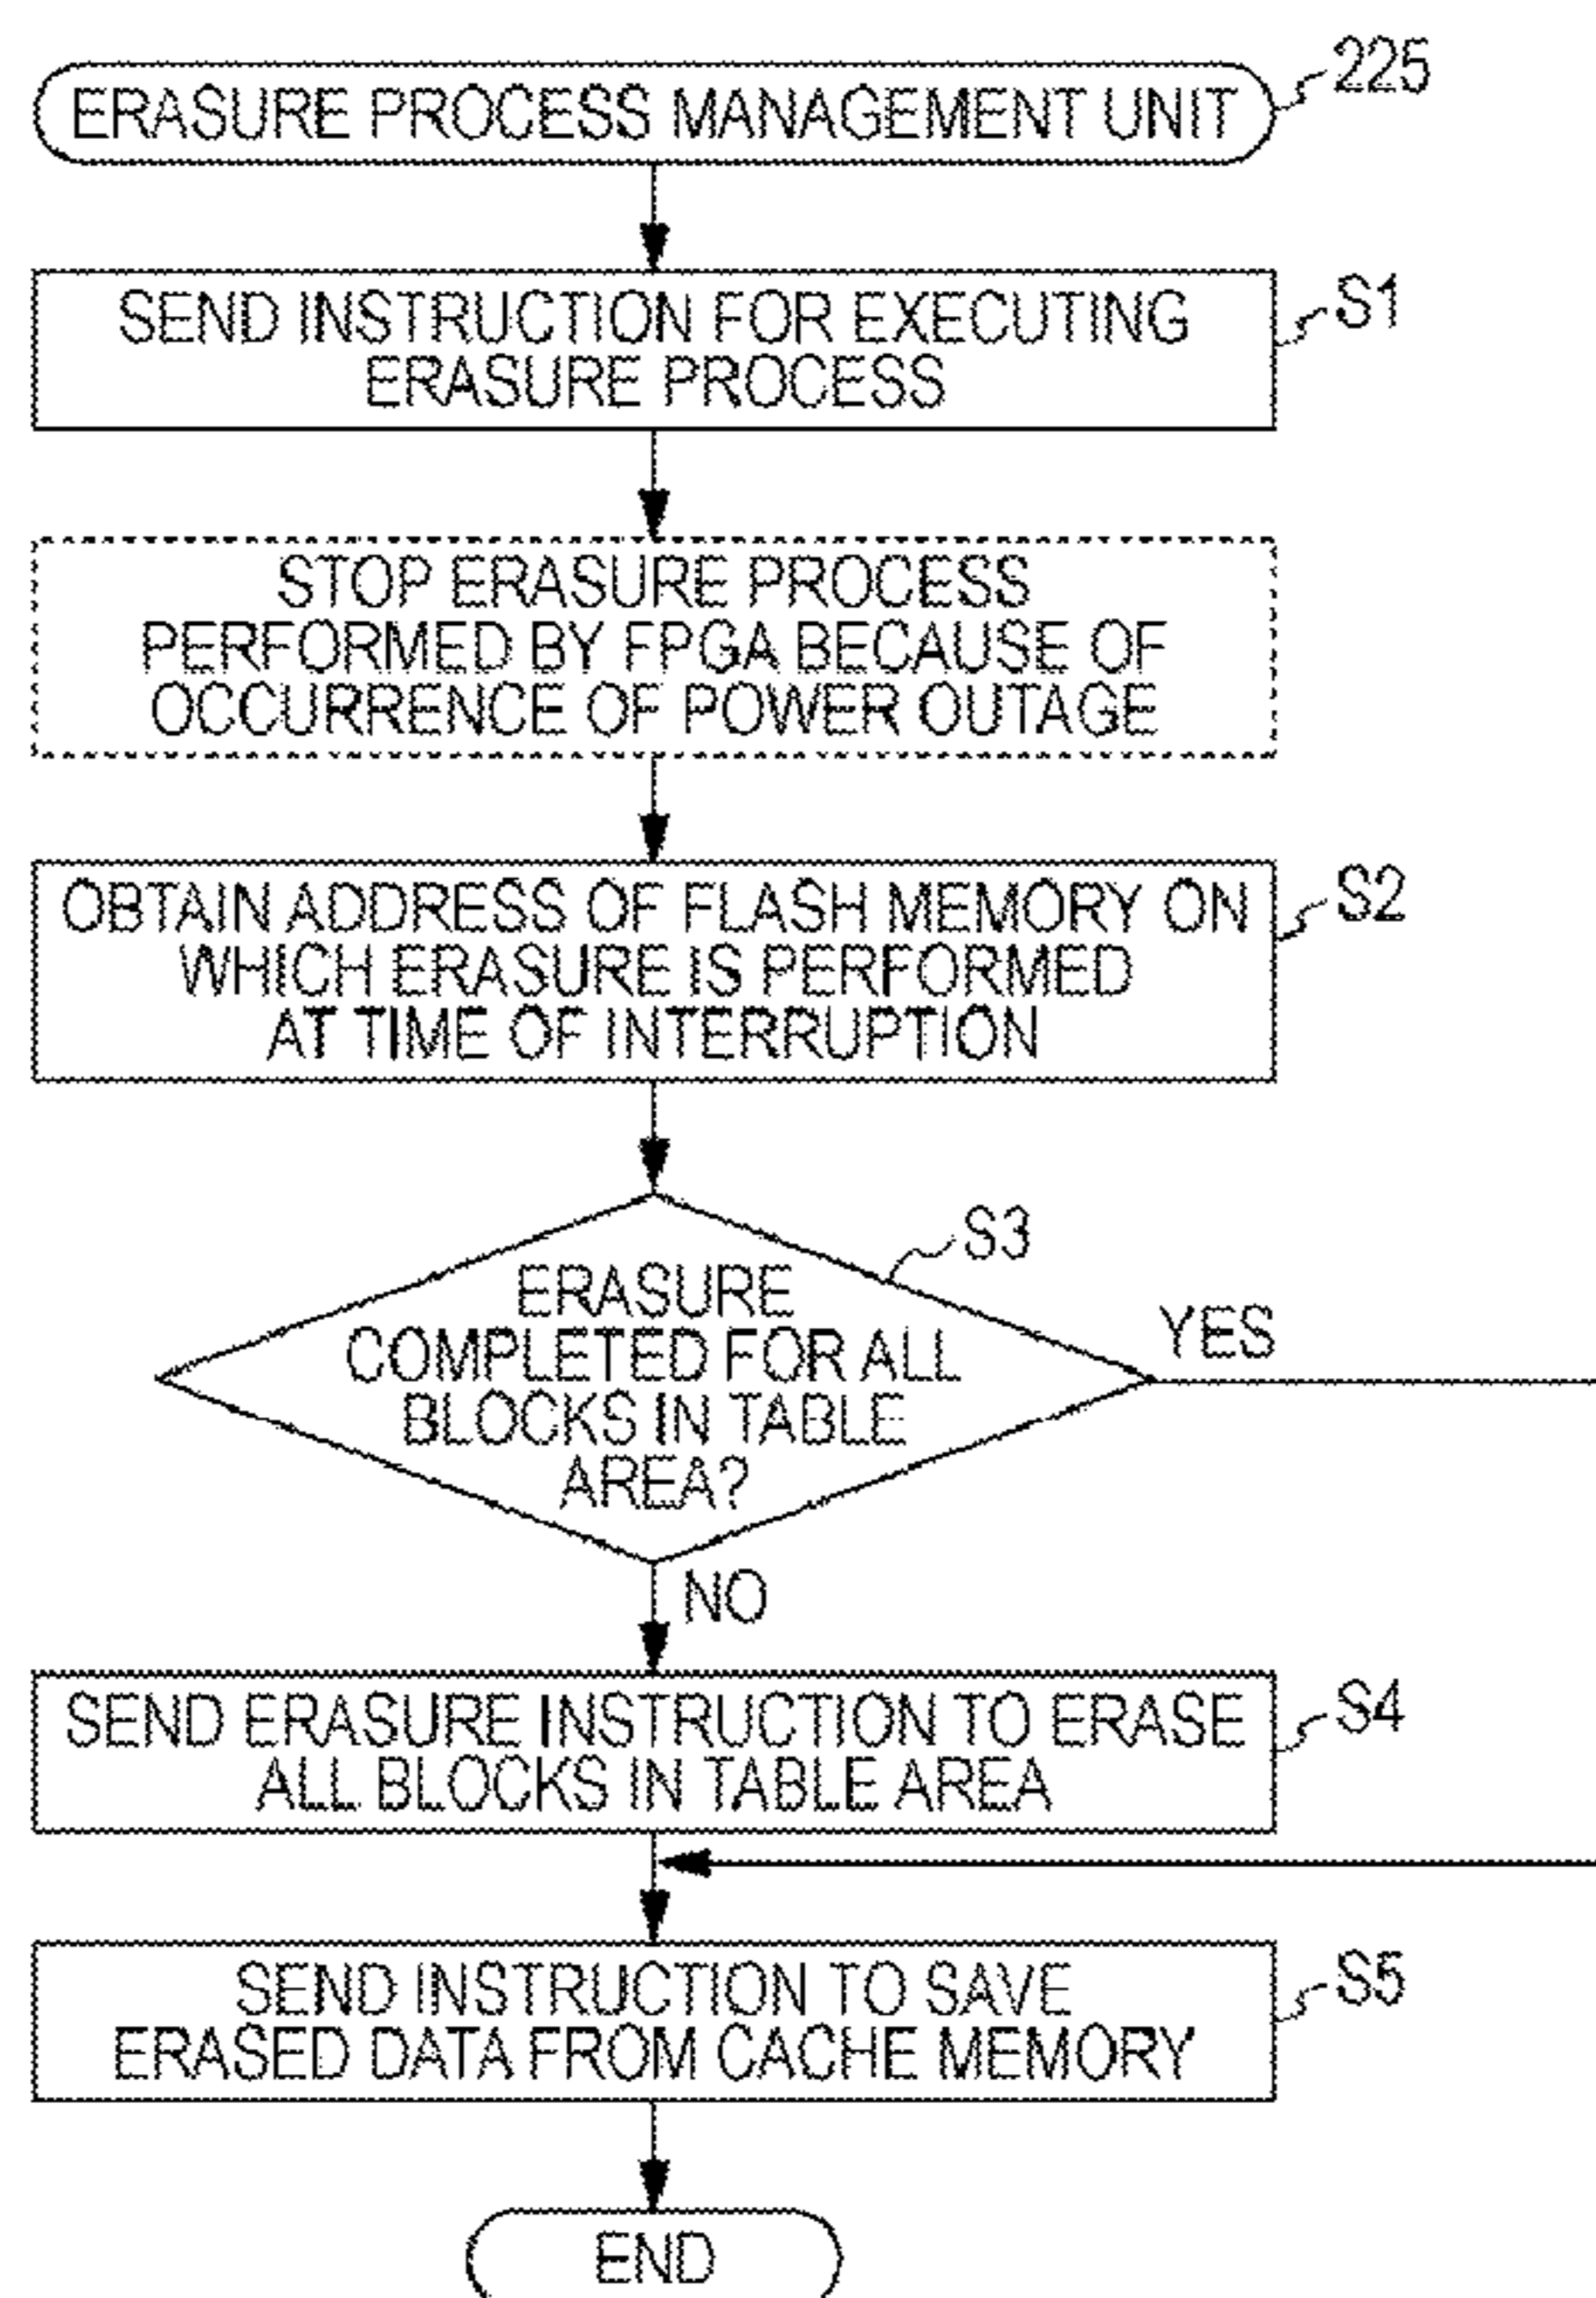 ERASURE PROCESS MANAGEMENT UNIT
225
SEND INSTRUCTION FOR EXECUTING
ERASURE PROCESS
S1
STOP ERASURE PROCESS
PERFORMED BY FPGA BECAUSE OF
OCCURRENCE OF POWER OUTAGE
OBTAIN ADDRESS OF FLASH MEMORY ON
WHICH ERASURE IS PERFORMED
AT TIME OF INTERRUPTION
S2
S3
ERASURE
COMPLETED FOR ALL
BLOCKS IN TABLE
AREA?
YES
NO
SEND ERASURE INSTRUCTION TO ERASE
ALL BLOCKS IN TABLE AREA
S4
SEND INSTRUCTION TO SAVE
ERASED DATA FROM CACHE MEMORY
S5
END